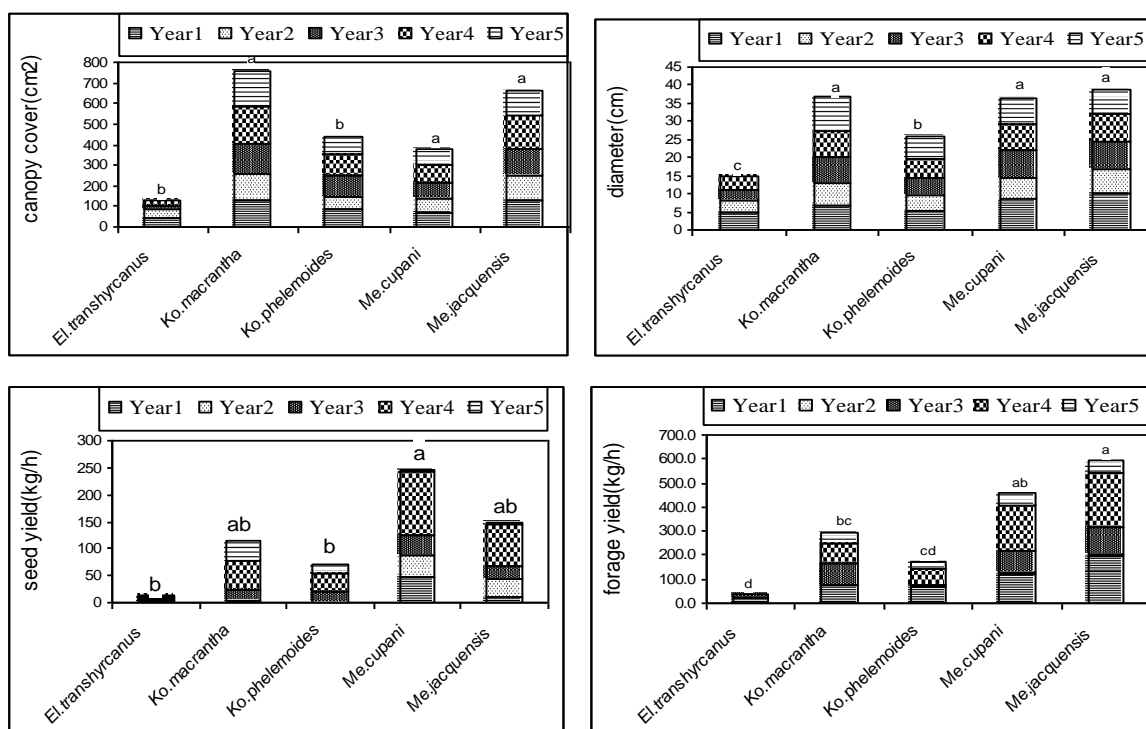 Year1 Year2 Year3 Year4 Year5
canopy cover(cm2)
800
700
600
500
400
300
200
100
0
b
a
b
a
a
El.transhyrcanus
Ko.macrantha
Ko.phelemoides
Me.cupani
Me.jacquensis
Year1 Year2 Year3 Year4 Year5
diameter(cm)
45
40
35
30
25
20
15
10
5
0
c
a
b
a
a
El.transhyrcanus
Ko.macrantha
Ko.phelemoides
Me.cupani
Me.jacquensis
Year1 Year2 Year3 Year4 Year5
seed yield(kg/h)
300
250
200
150
100
50
0
b
ab
b
a
ab
El.transhyrcanus
Ko.macrantha
Ko.phelemoides
Me.cupani
Me.jacquensis
Year1 Year2 Year3 Year4 Year5
forage yield(kg/h)
700.0
600.0
500.0
400.0
300.0
200.0
100.0
0.0
d
bc
cd
ab
a
El.transhyrcanus
Ko.macrantha
Ko.phelemoides
Me.cupani
Me.jacquensis